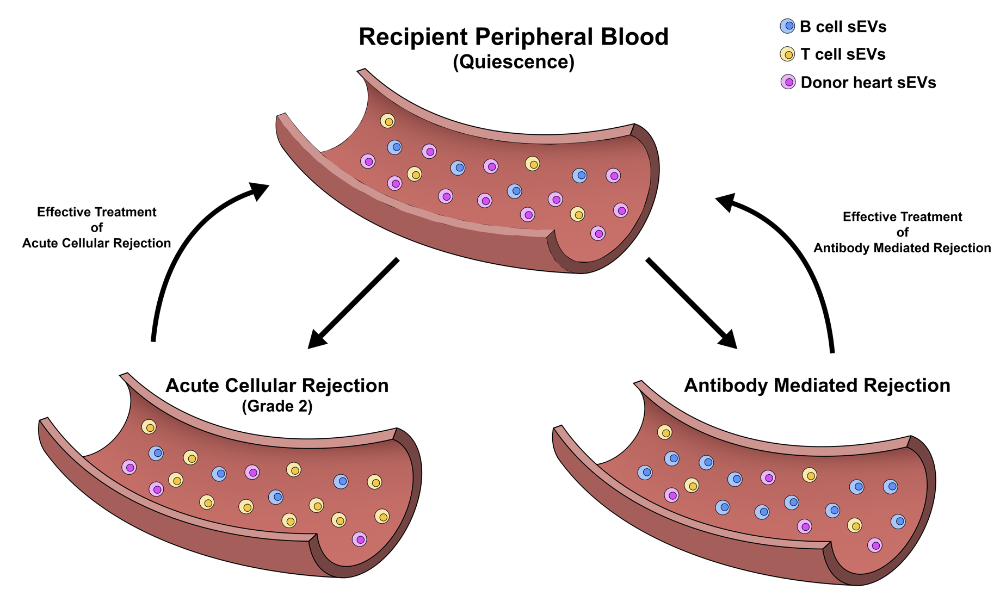 Recipient Peripheral Blood
(Quiescence)
B cell sEVs
T cell sEVs
Donor heart sEVs
Effective Treatment
of
Acute Cellular Rejection
Effective Treatment
of
Antibody Mediated Rejection
Acute Cellular Rejection
(Grade 2)
Antibody Mediated Rejection